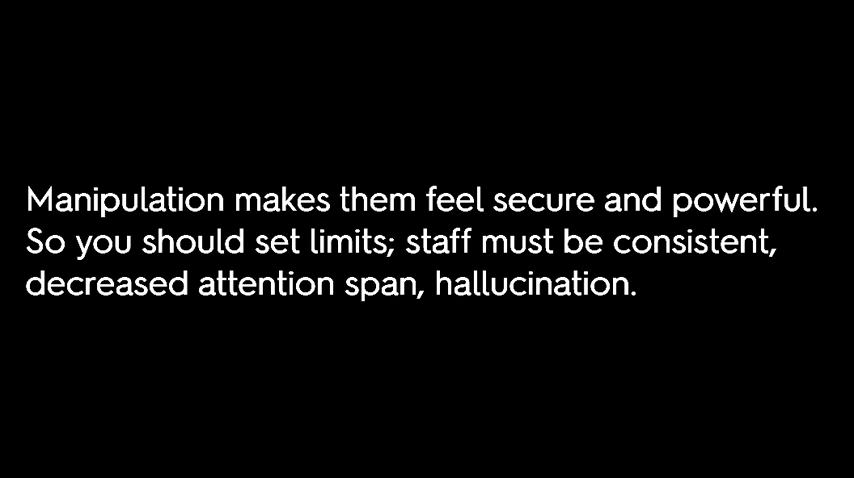 Manipulation makes them feel secure and powerful.
So you should set limits; staff must be consistent,
decreased attention span, hallucination.